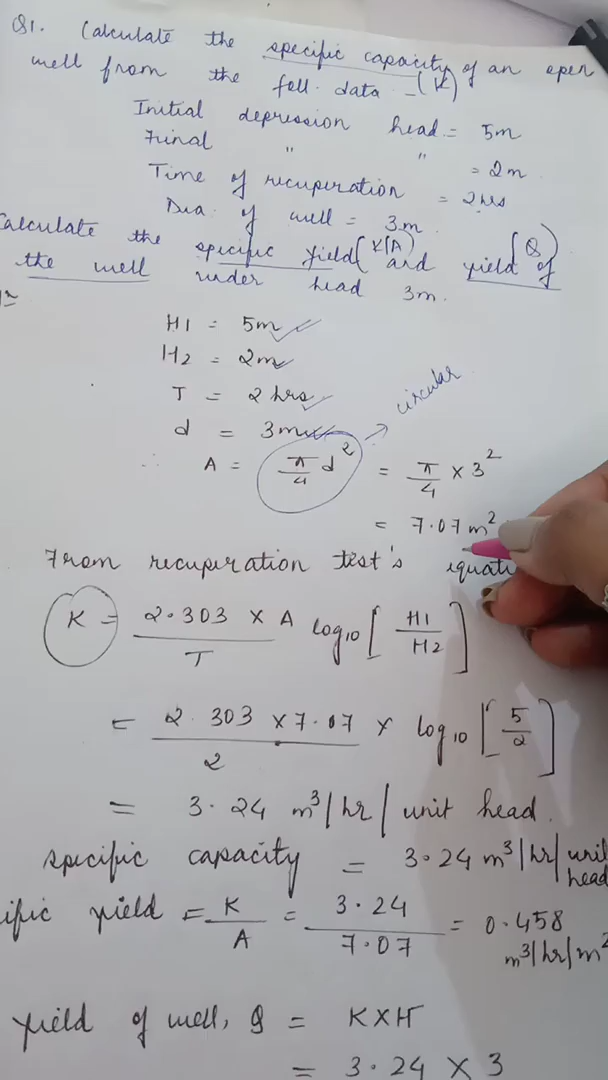 Q1. Calculate the specific capacity of an open
well from the foll. data - (K)
Initial depression head = 5m
Final " " = 2m
Time of recuperation = 2hrs
Dia. of well = 3m.
Calculate the specific yield (K/A) and yield (Q of
the well under head 3m.
H1 = 5m
H2 = 2m
T = 2 hrs
d = 3m
circular
∴ A = π/4 d² = π/4 × 3²
= 7.07 m²
From recuperation test's equati
K = 2.303 × A / T log10 [H1/H2]
= 2.303 × 7.07 / 2 × log10 [5/2]
= 3.24 m³/hr/unit head.
specific capacity = 3.24 m³/hr/unit head
ific yield = K/A = 3.24/7.07 = 0.458 m³/hr/m²
yield of well, Q = K×H
= 3.24 × 3